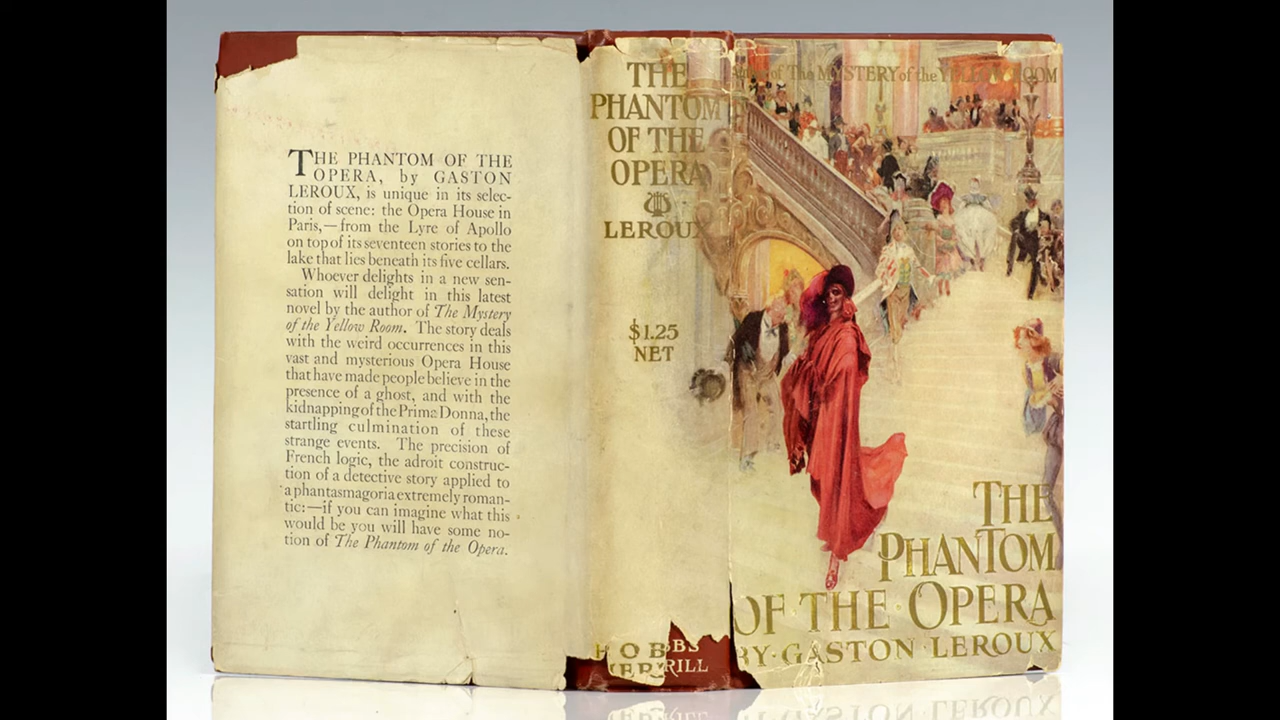 THE PHANTOM OF THE
OPERA, by GASTON
LEROUX, is unique in its selec-
tion of scene: the Opera House in
Paris,—from the Lyre of Apollo
on top of its seventeen stories to the
lake that lies beneath its five cellars.
Whoever delights in a new sen-
sation will delight in this latest
novel by the author of The Mystery
of the Yellow Room. The story deals
with the weird occurrences in this
vast and mysterious Opera House
that have made people believe in the
presence of a ghost, and with the
kidnapping of the Prima Donna, the
startling culmination of these
strange events. The precision of
French logic, the adroit construc-
tion of a detective story applied to
a phantasmagoria extremely roman-
tic:—if you can imagine what this
would be you will have some no-
tion of The Phantom of the Opera.
THE
PHANTOM
OF THE
OPERA
LEROUX
$1.25
NET
BOBBS
MERRILL
of The MYSTERY of the YELLOW ROOM
THE
PHANTOM
OF · THE · OPERA
BY · GASTON LEROUX